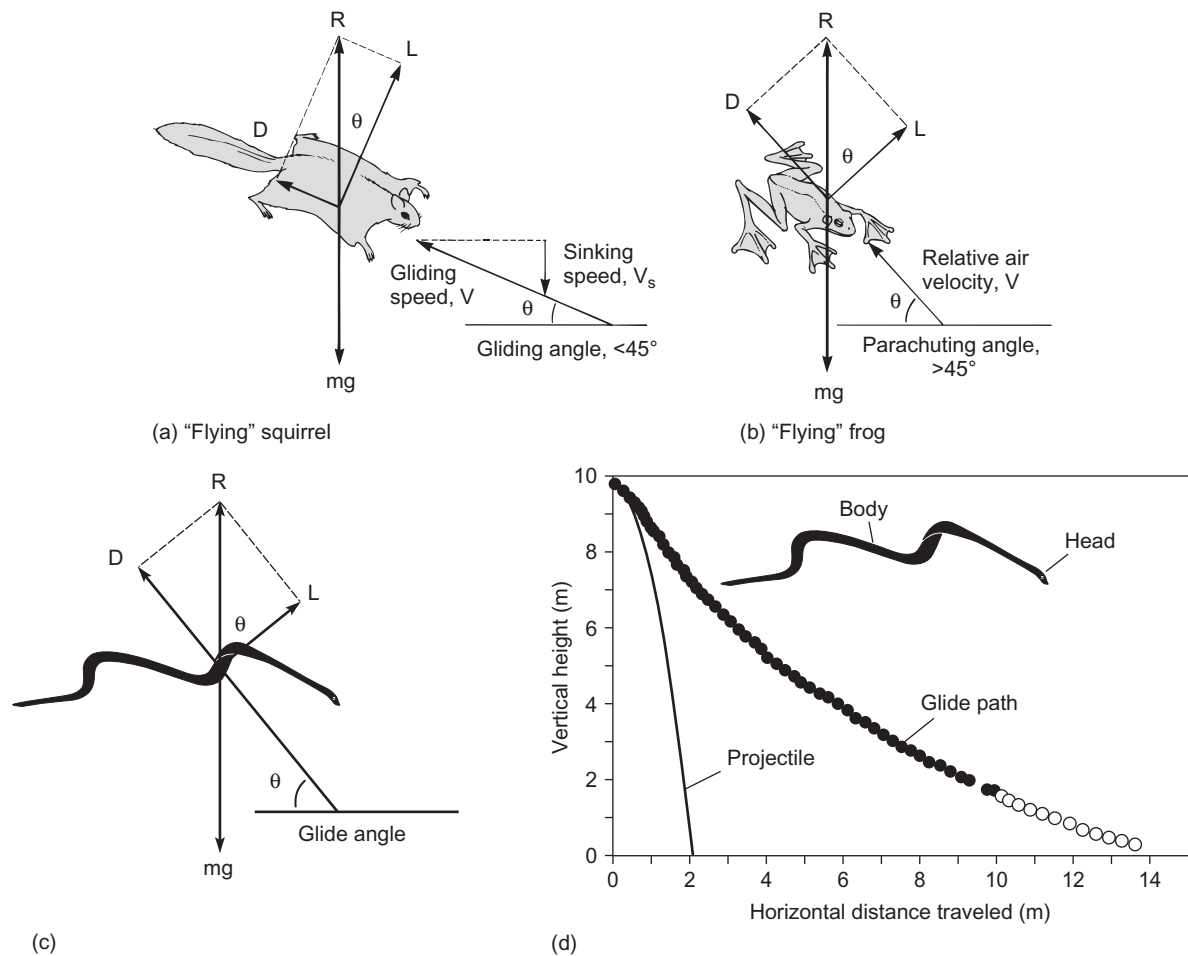 R
L
D
θ
Gliding
speed, V
Sinking
speed, Vs
θ
Gliding angle, <45°
mg
(a) “Flying” squirrel
R
D
L
θ
Relative air
velocity, V
θ
Parachuting angle,
>45°
mg
(b) “Flying” frog
R
D
L
θ
θ
Glide angle
mg
(c)
10
8
6
4
2
0
Vertical height (m)
Body
Head
Glide path
Projectile
0 2 4 6 8 10 12 14
Horizontal distance traveled (m)
(d)